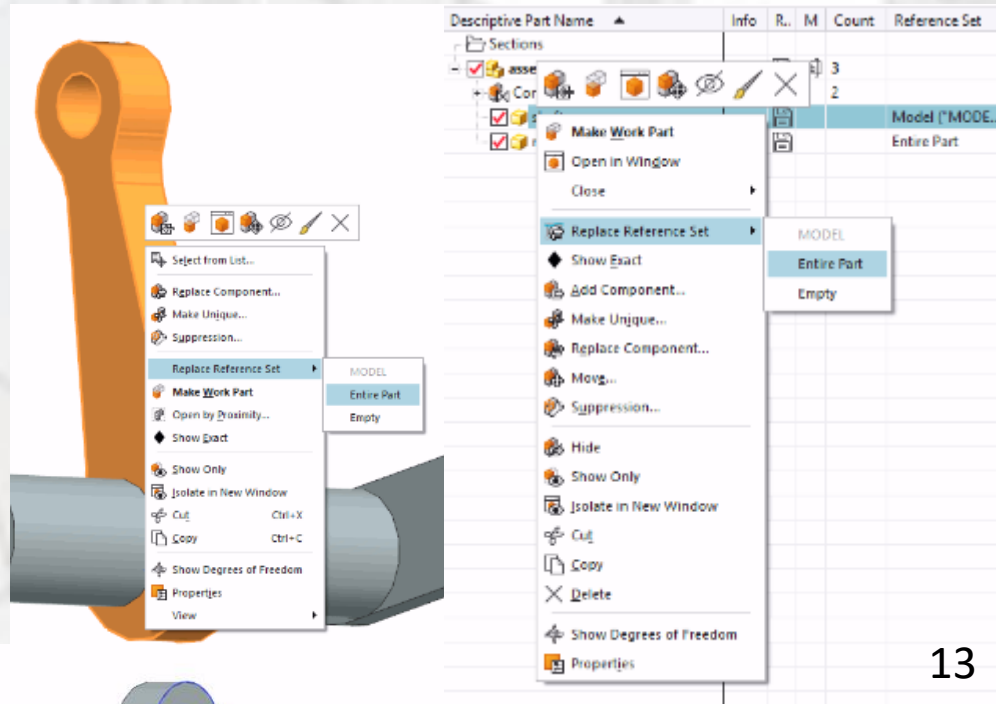 Select from List...
Replace Component...
Make Unique...
Suppression...
Replace Reference Set
MODEL
Entire Part
Empty
Make Work Part
Open by Proximity...
Show Exact
Show Only
Isolate in New Window
Cut Ctrl+X
Copy Ctrl+C
Show Degrees of Freedom
Properties
View
Descriptive Part Name Info R.. M Count Reference Set
Sections
asse 3
Cor 2
Model ("MODE...
Entire Part
Make Work Part
Open in Window
Close
Replace Reference Set
MODEL
Entire Part
Empty
Show Exact
Add Component...
Make Unique...
Replace Component...
Move...
Suppression...
Hide
Show Only
Isolate in New Window
Cut
Copy
Delete
Show Degrees of Freedom
Properties
13